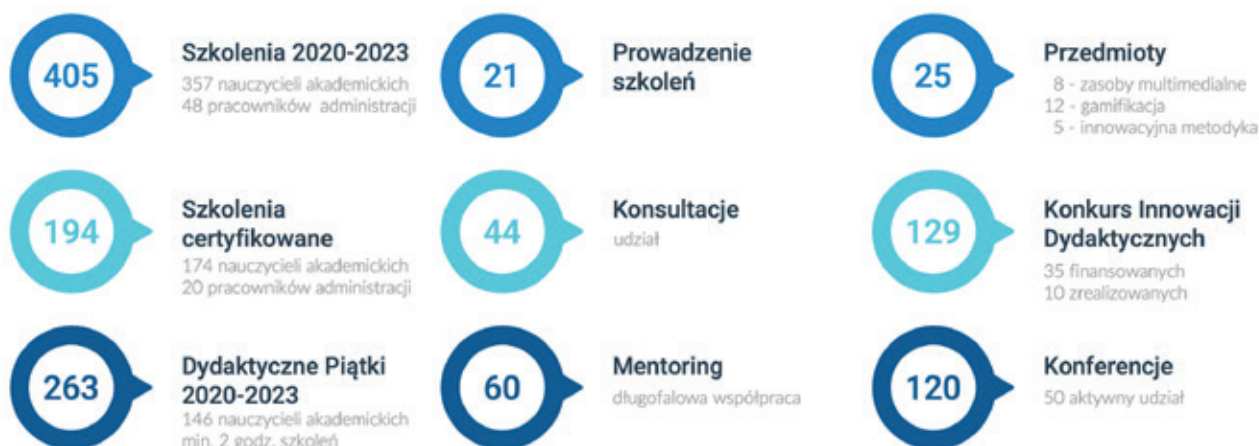 405
Szkolenia 2020-2023
357 nauczycieli akademickich
48 pracowników administracji
21
Prowadzenie
szkoleń
25
Przedmioty
8 - zasoby multimedialne
12 - gamifikacja
5 - innowacyjna metodyka
194
Szkolenia
certyfikowane
174 nauczycieli akademickich
20 pracowników administracji
44
Konsultacje
udział
129
Konkurs Innowacji
Dydaktycznych
35 finansowanych
10 zrealizowanych
263
Dydaktyczne Piątki
2020-2023
146 nauczycieli akademickich
min. 2 godz. szkoleń
60
Mentoring
długofalowa współpraca
120
Konferencje
50 aktywny udział